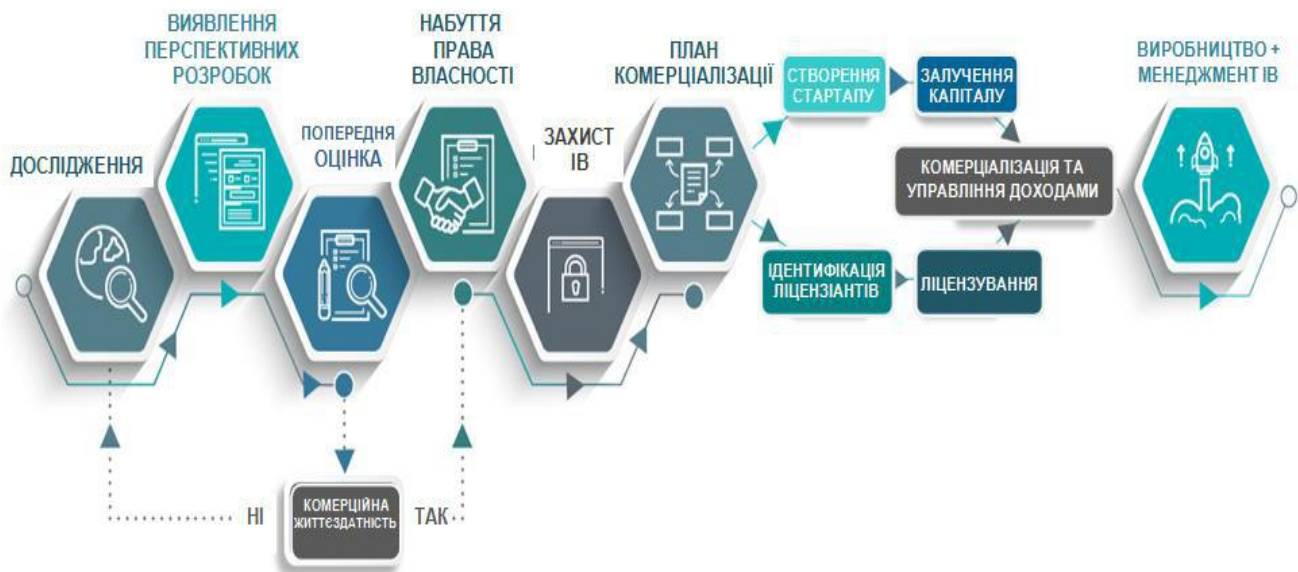 ДОСЛІДЖЕННЯ
ВИЯВЛЕННЯ
ПЕРСПЕКТИВНИХ
РОЗРОБОК
ПОПЕРЕДНЯ
ОЦІНКА
НАБУТТЯ
ПРАВА
ВЛАСНОСТІ
ЗАХИСТ
ІВ
ПЛАН
КОМЕРЦІАЛІЗАЦІЇ
СТВОРЕННЯ
СТАРТАПУ
ЗАЛУЧЕННЯ
КАПІТАЛУ
КОМЕРЦІАЛІЗАЦІЯ ТА
УПРАВЛІННЯ ДОХОДАМИ
ІДЕНТИФІКАЦІЯ
ЛІЦЕНЗІАНТІВ
ЛІЦЕНЗУВАННЯ
ВИРОБНИЦТВО +
МЕНЕДЖМЕНТ ІВ
НІ
КОМЕРЦІЙНА
ЖИТТЄЗДАТНІСТЬ
ТАК